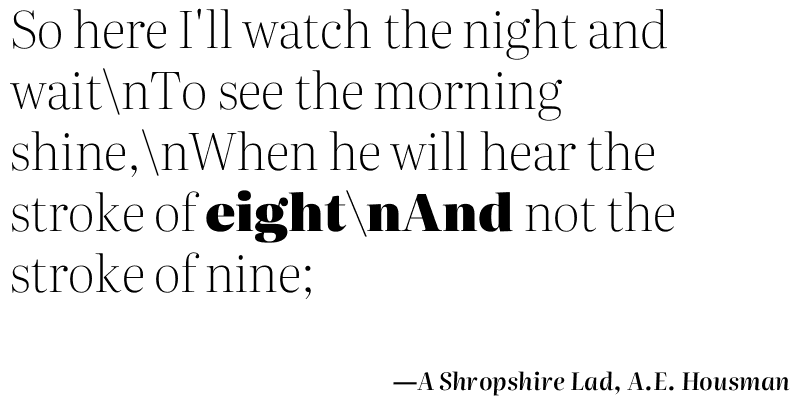 So here I'll watch the night and
wait\nTo see the morning
shine,\nWhen he will hear the
stroke of eight\nAnd not the
stroke of nine;
—A Shropshire Lad, A.E. Housman